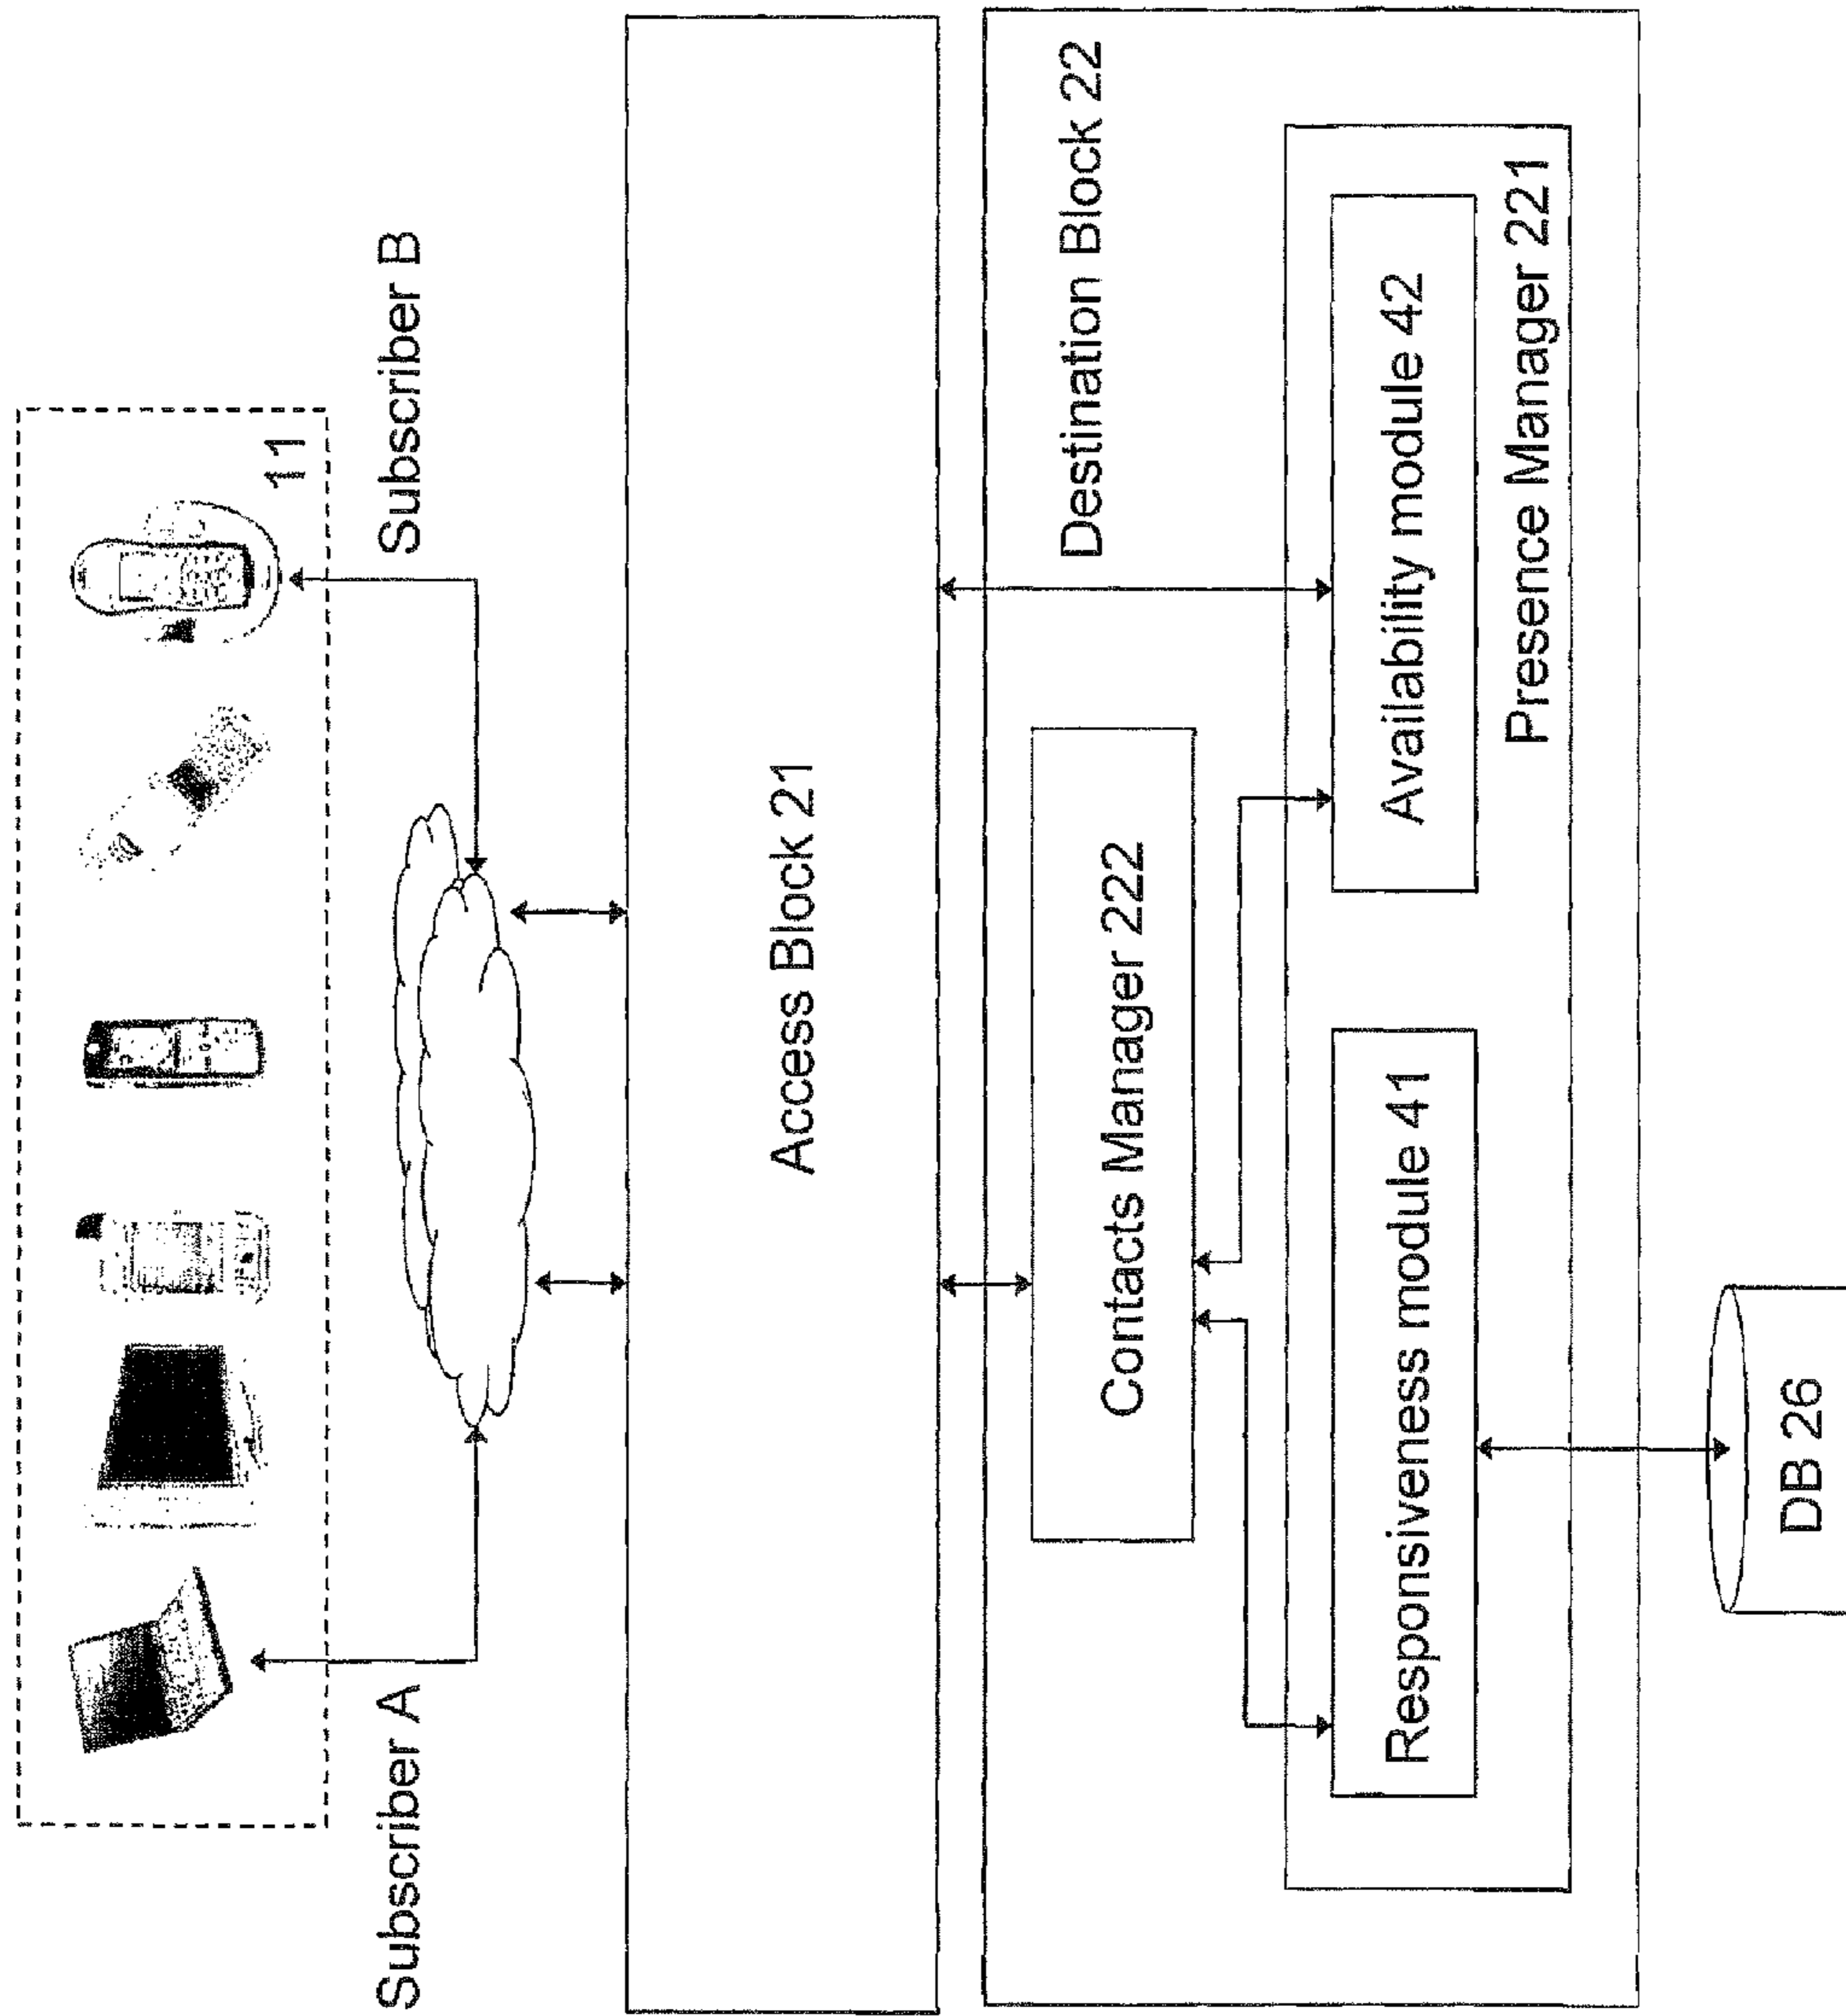 11
Subscriber A
Subscriber B
Access Block 21
Destination Block 22
Contacts Manager 222
Responsiveness module 41
Availability module 42
Presence Manager 221
DB 26